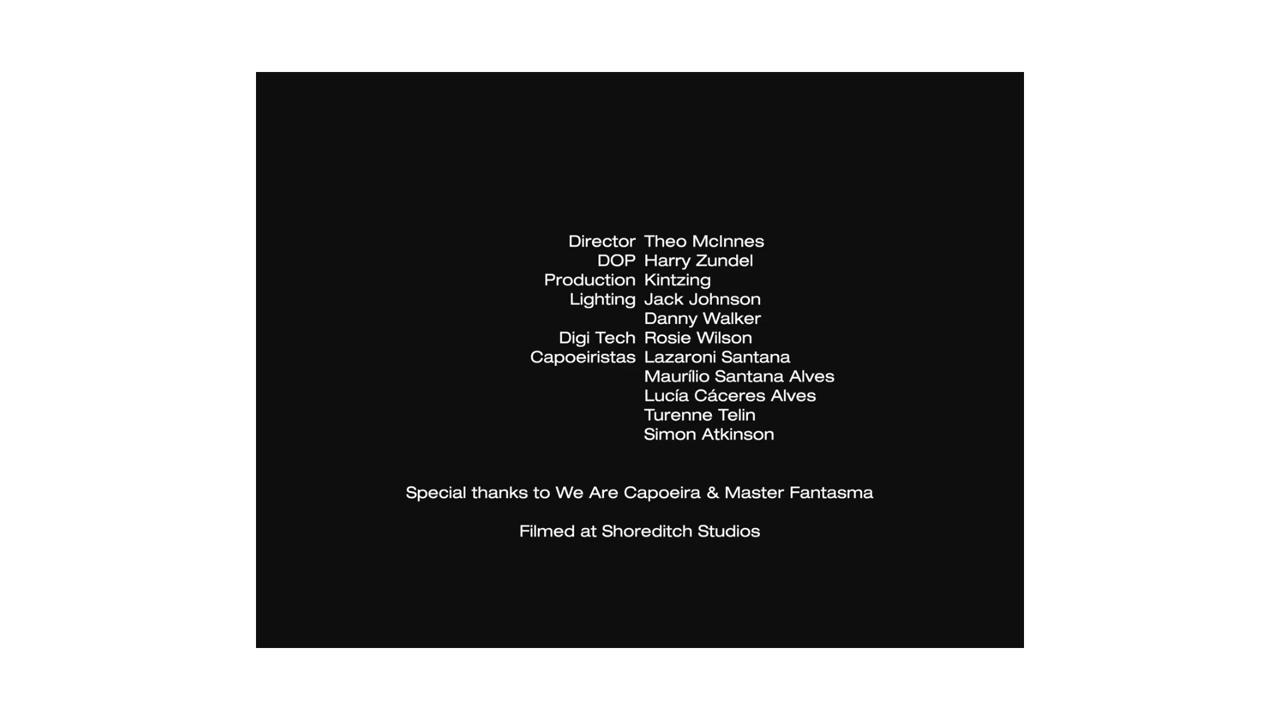 Director Theo McInnes
DOP Harry Zundel
Production Kintzing
Lighting Jack Johnson
Danny Walker
Digi Tech Rosie Wilson
Capoeiristas Lazaroni Santana
Maurílio Santana Alves
Lucía Cáceres Alves
Turenne Telin
Simon Atkinson
Special thanks to We Are Capoeira & Master Fantasma
Filmed at Shoreditch Studios